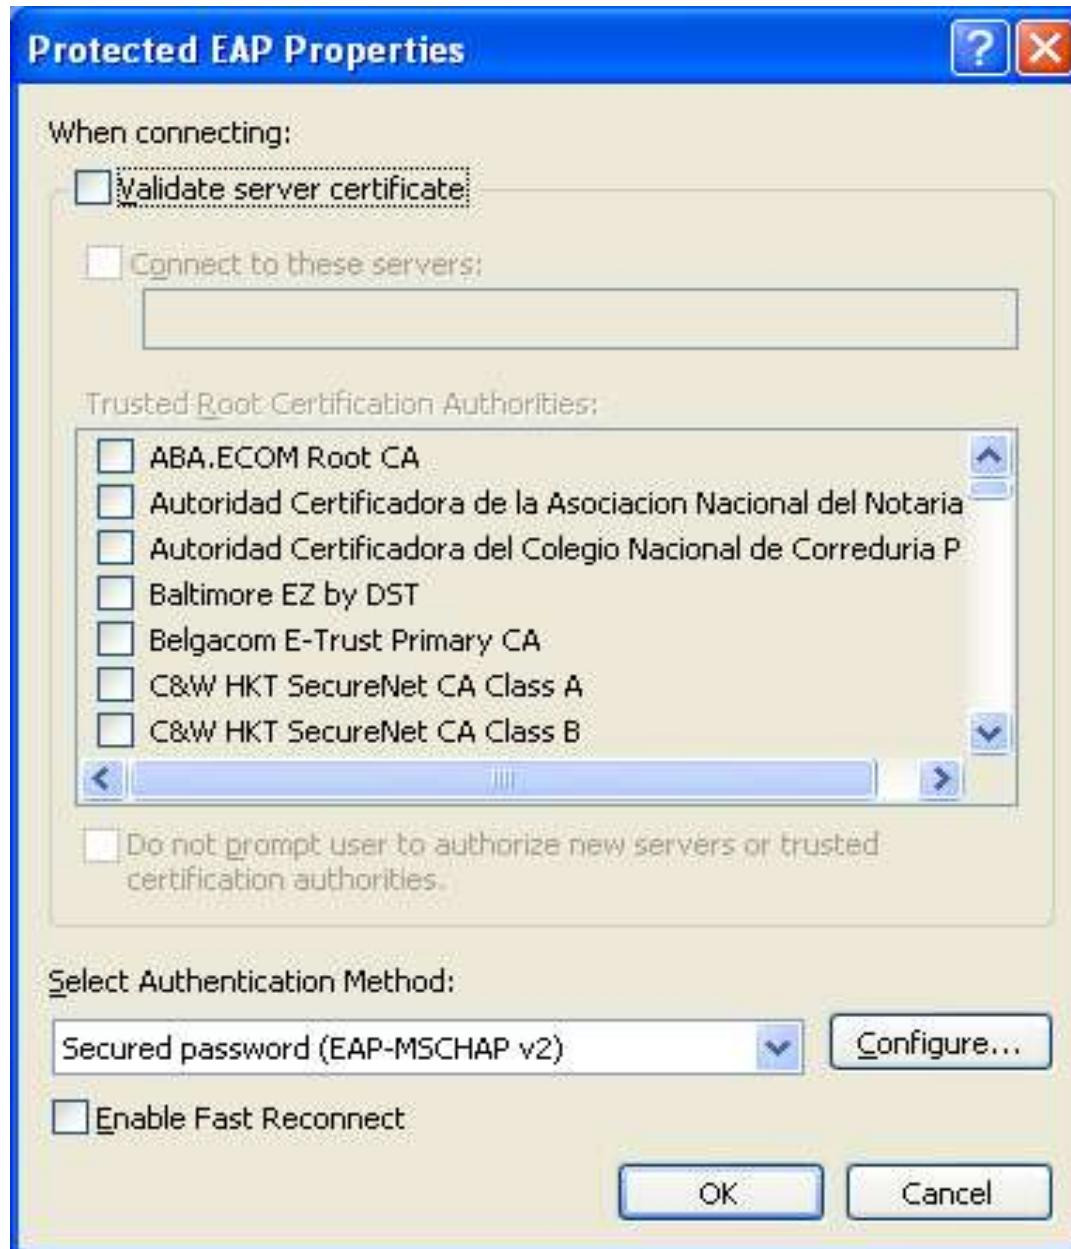 Protected EAP Properties
When connecting:
Validate server certificate
Connect to these servers:
Trusted Root Certification Authorities:
ABA.ECOM Root CA
Autoridad Certificadora de la Asociacion Nacional del Notaria
Autoridad Certificadora del Colegio Nacional de Correduria P
Baltimore EZ by DST
Belgacom E-Trust Primary CA
C&W HKT SecureNet CA Class A
C&W HKT SecureNet CA Class B
Do not prompt user to authorize new servers or trusted
certification authorities.
Select Authentication Method:
Secured password (EAP-MSCHAP v2)
Configure...
Enable Fast Reconnect
OK
Cancel